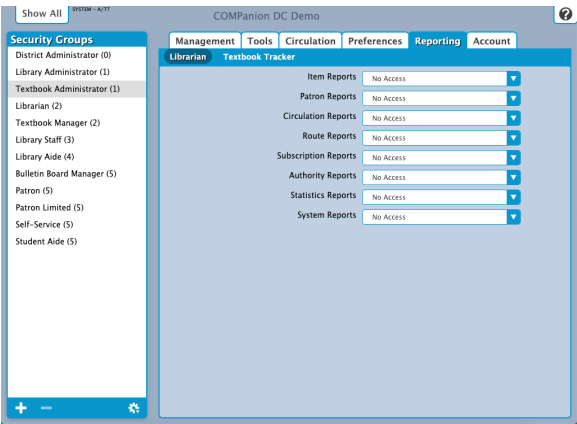 Show All
SYSTEM - A/TT
COMPanion DC Demo
?
Security Groups
District Administrator (0)
Library Administrator (1)
Textbook Administrator (1)
Librarian (2)
Textbook Manager (2)
Library Staff (3)
Library Aide (4)
Bulletin Board Manager (5)
Patron (5)
Patron Limited (5)
Self-Service (5)
Student Aide (5)
Management Tools Circulation Preferences Reporting Account
Librarian Textbook Tracker
Item Reports No Access
Patron Reports No Access
Circulation Reports No Access
Route Reports No Access
Subscription Reports No Access
Authority Reports No Access
Statistics Reports No Access
System Reports No Access